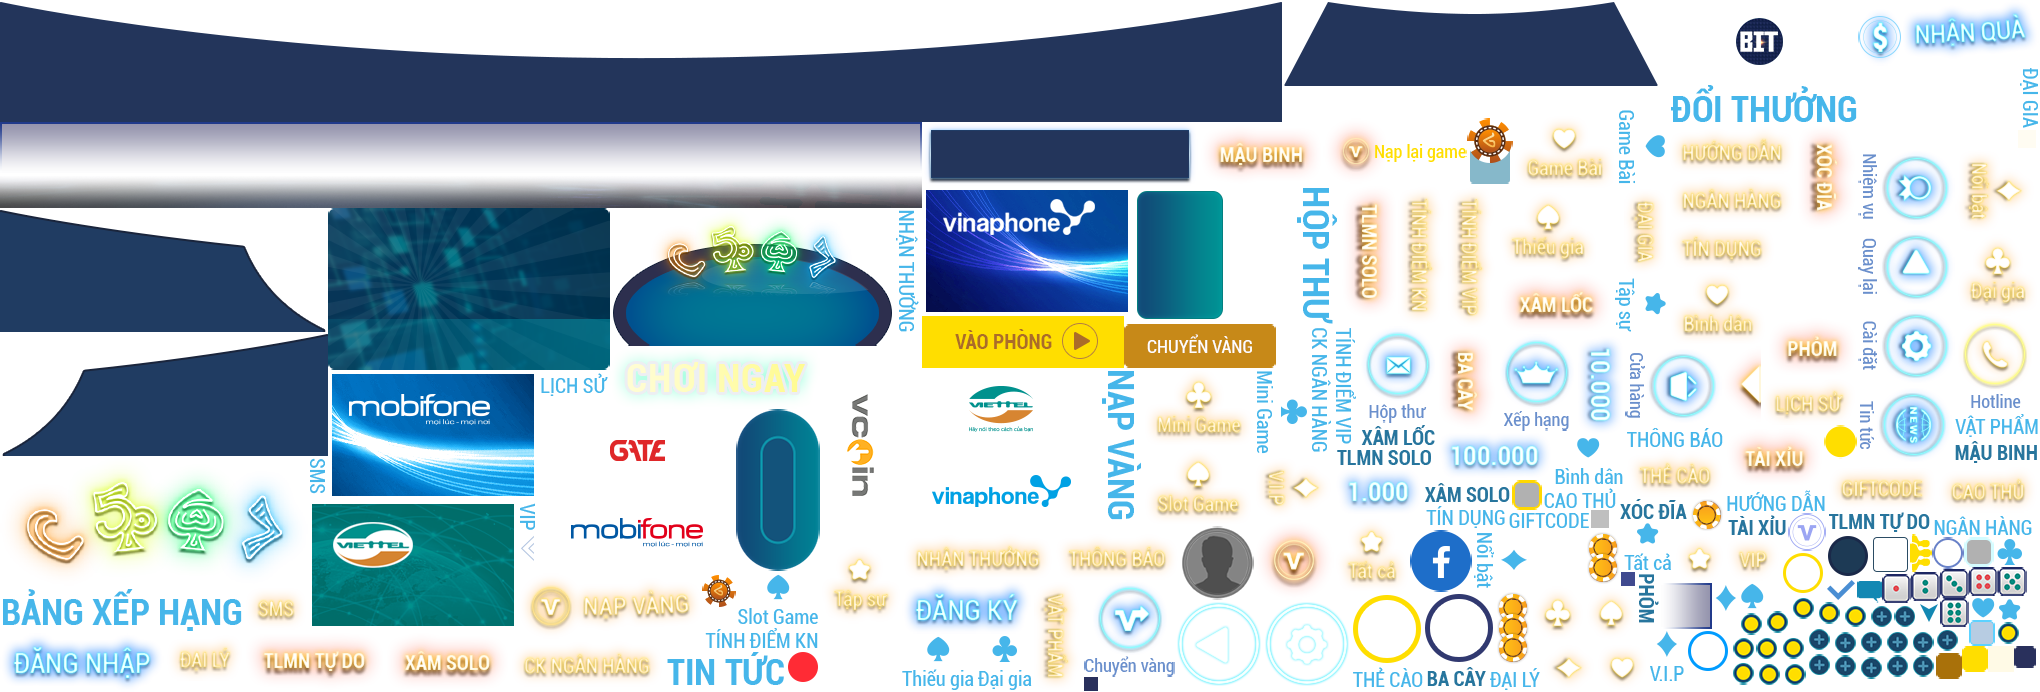 BIT
$ NHẬN QUÀ
ĐỔI THƯỞNG
ĐẠI GIA
MẬU BINH
Nạp lại game
Game Bài
Game Bài
HƯỚNG DẪN
XÓC ĐĨA
Nhiệm vụ
Nổi bật
NHẬN THƯỞNG
vinaphone
HỘP THƯ
TLMN SOLO
TÍNH ĐIỂM KN
TÍNH ĐIỂM VIP
Thiếu gia
ĐẠI GIA
NGÂN HÀNG
TÍN DỤNG
Quay lại
Đại gia
XÂM LỐC
Tập sự
Bình dân
VÀO PHÒNG
CHUYỂN VÀNG
CK NGÂN HÀNG
TÍNH ĐIỂM VIP
PHỎM
Cài đặt
CHƠI NGAY
LỊCH SỬ
mobifone
mọi lúc - mọi nơi
vcoin
VIETTEL
Hãy nói theo cách của bạn
NẠP VÀNG
Mini Game
Mini Game
Hộp thư
BA CÂY
Xếp hạng
10.000
Cửa hàng
LỊCH SỬ
Tin tức
NEWS
Hotline
VẬT PHẨM
GATE
XÂM LỐC
TLMN SOLO
100.000
THÔNG BÁO
TÀI XỈU
MẬU BINH
SMS
vinaphone
Slot Game
VIP
1.000
XÂM SOLO
TÍN DỤNG
GIFTCODE
Bình dân
CAO THỦ
THẺ CÀO
GIFTCODE
CAO THỦ
XÓC ĐĨA
HƯỚNG DẪN
TÀI XỈU
TLMN TỰ DO
NGÂN HÀNG
VIETTEL
VIP
mobifone
mọi lúc - mọi nơi
NHẬN THƯỞNG
THÔNG BÁO
Tất cả
Nổi bật
Tất cả
VIP
BẢNG XẾP HẠNG
SMS
NẠP VÀNG
Slot Game
TÍNH ĐIỂM KN
Tập sự
ĐĂNG KÝ
VẬT PHẨM
PHỎM
ĐĂNG NHẬP
ĐẠI LÝ
TLMN TỰ DO
XÂM SOLO
CK NGÂN HÀNG
TIN TỨC
Thiếu gia
Đại gia
Chuyển vàng
THẺ CÀO
BA CÂY
ĐẠI LÝ
V.I.P